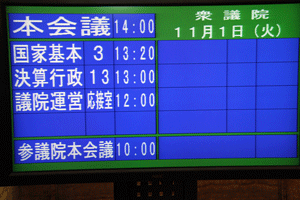 本会議 14:00
衆議院
11月1日(火)
国家基本 3 13:20
決算行政 13 13:00
議院運営 応接室 12:00
参議院本会議 10:00